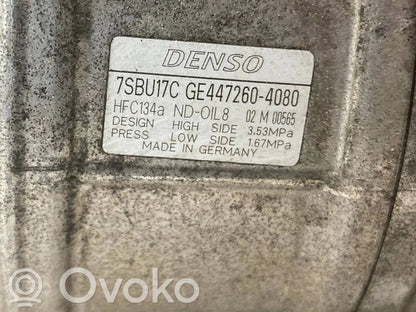 DENSO
7SBU17C GE447260-4080
HFC134a ND-OIL8 02 M 00565
DESIGN HIGH SIDE 3.53MPa
PRESS LOW SIDE 1.67MPa
MADE IN GERMANY
© Ovoko